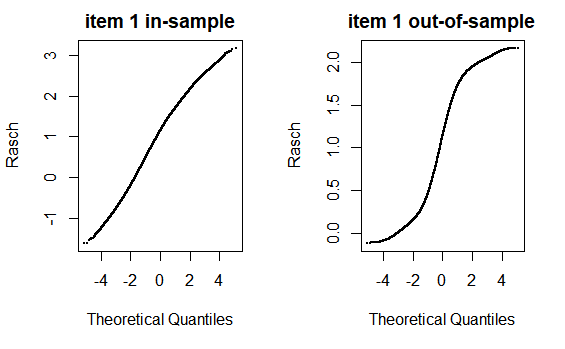 item 1 in-sample
Rasch
3
2
1
0
-1
-4 -2 0 2 4
Theoretical Quantiles
item 1 out-of-sample
Rasch
2.0
1.5
1.0
0.5
0.0
-4 -2 0 2 4
Theoretical Quantiles